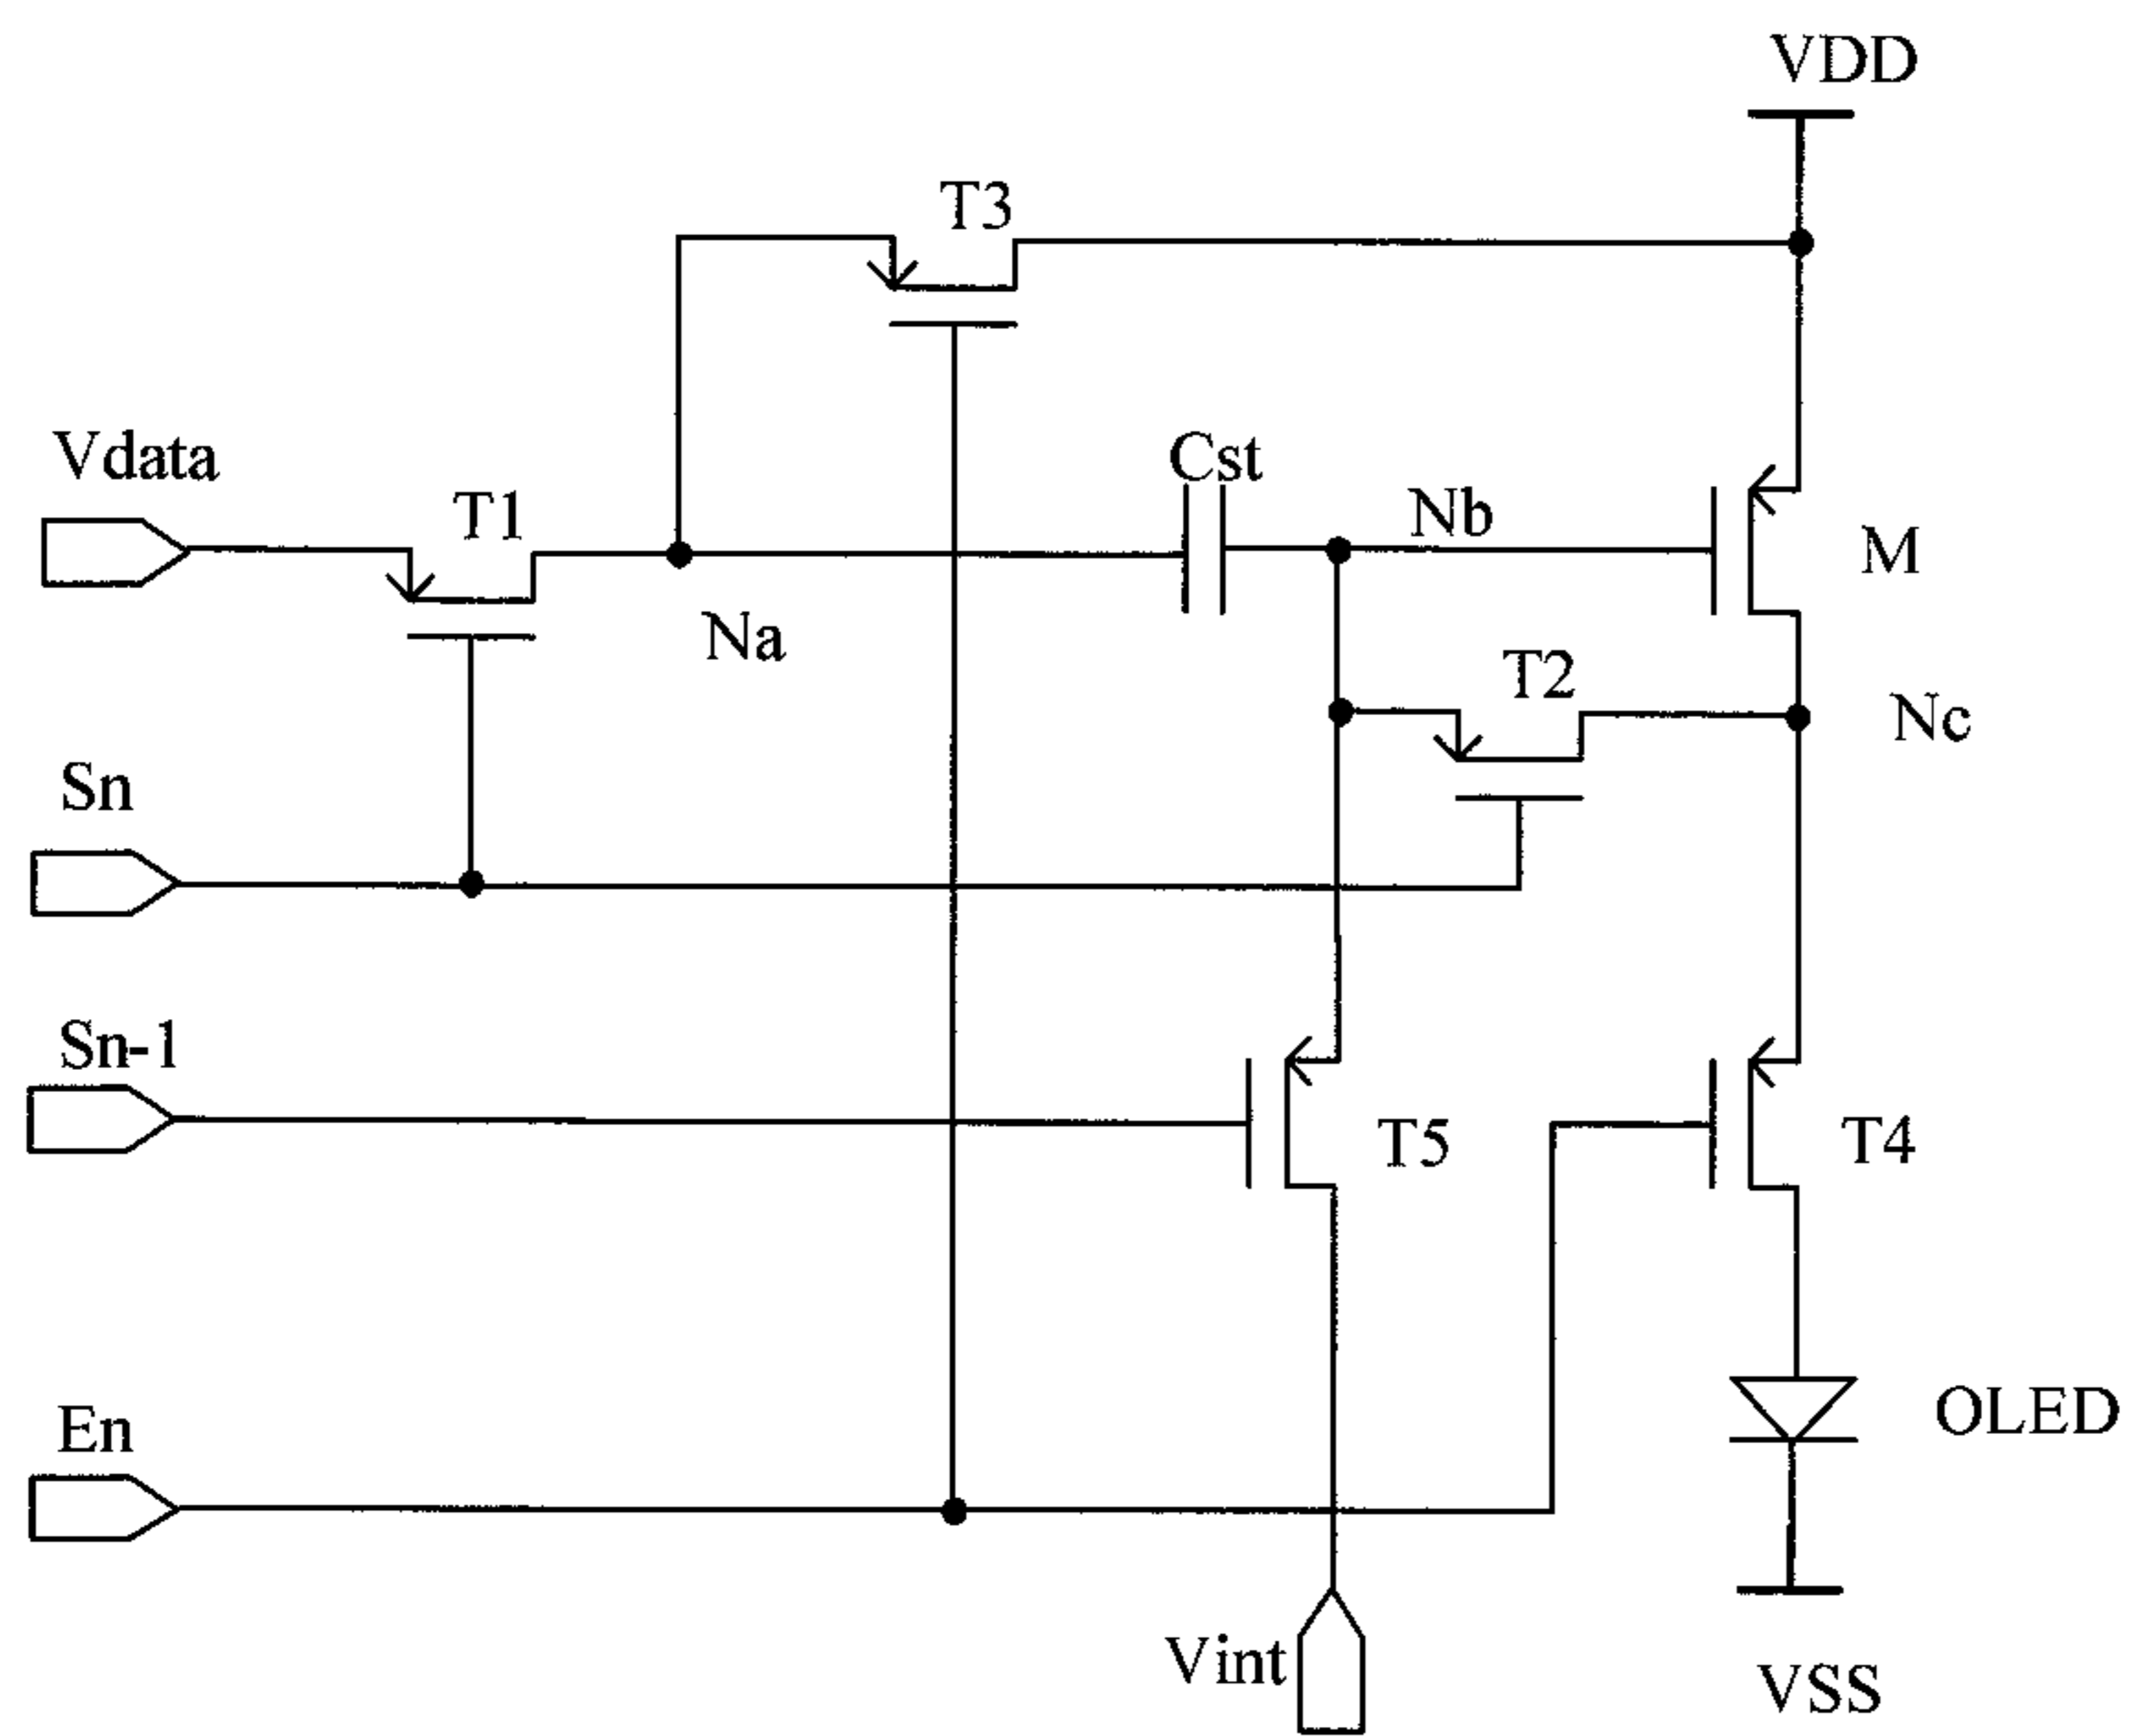 VDD
T3
Vdata
T1
Cst
Nb
M
Na
T2
Nc
Sn
Sn-1
T5
T4
En
OLED
Vint
VSS